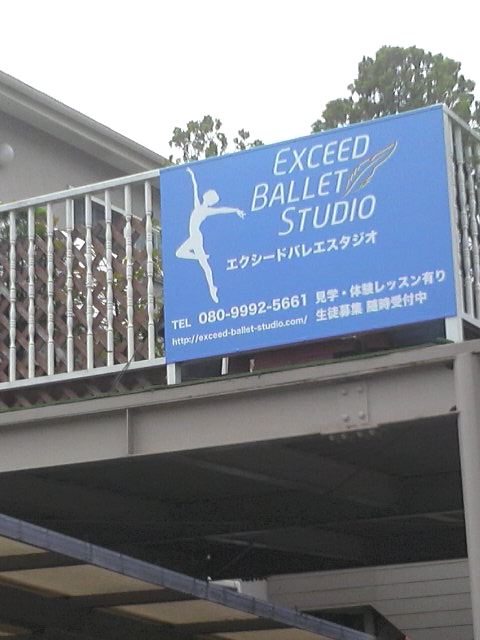 EXCEED
BALLET
STUDIO
エクシードバレエスタジオ
TEL 080-9992-5661
http://exceed-ballet-studio.com/
見学・体験レッスン有り
生徒募集 随時受付中